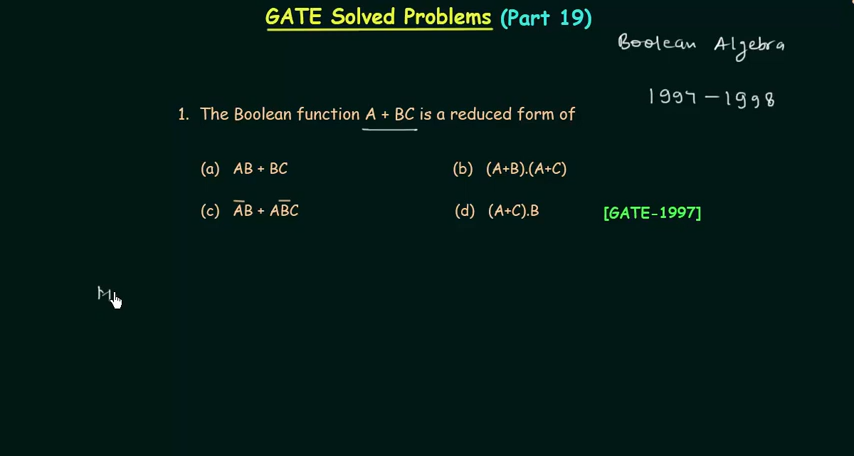 GATE Solved Problems (Part 19)
Boolean Algebra
1997 – 1998
1. The Boolean function A + BC is a reduced form of
(a) AB + BC (b) (A+B).(A+C)
(c) A̅B + AB̅C (d) (A+C).B [GATE-1997]
M